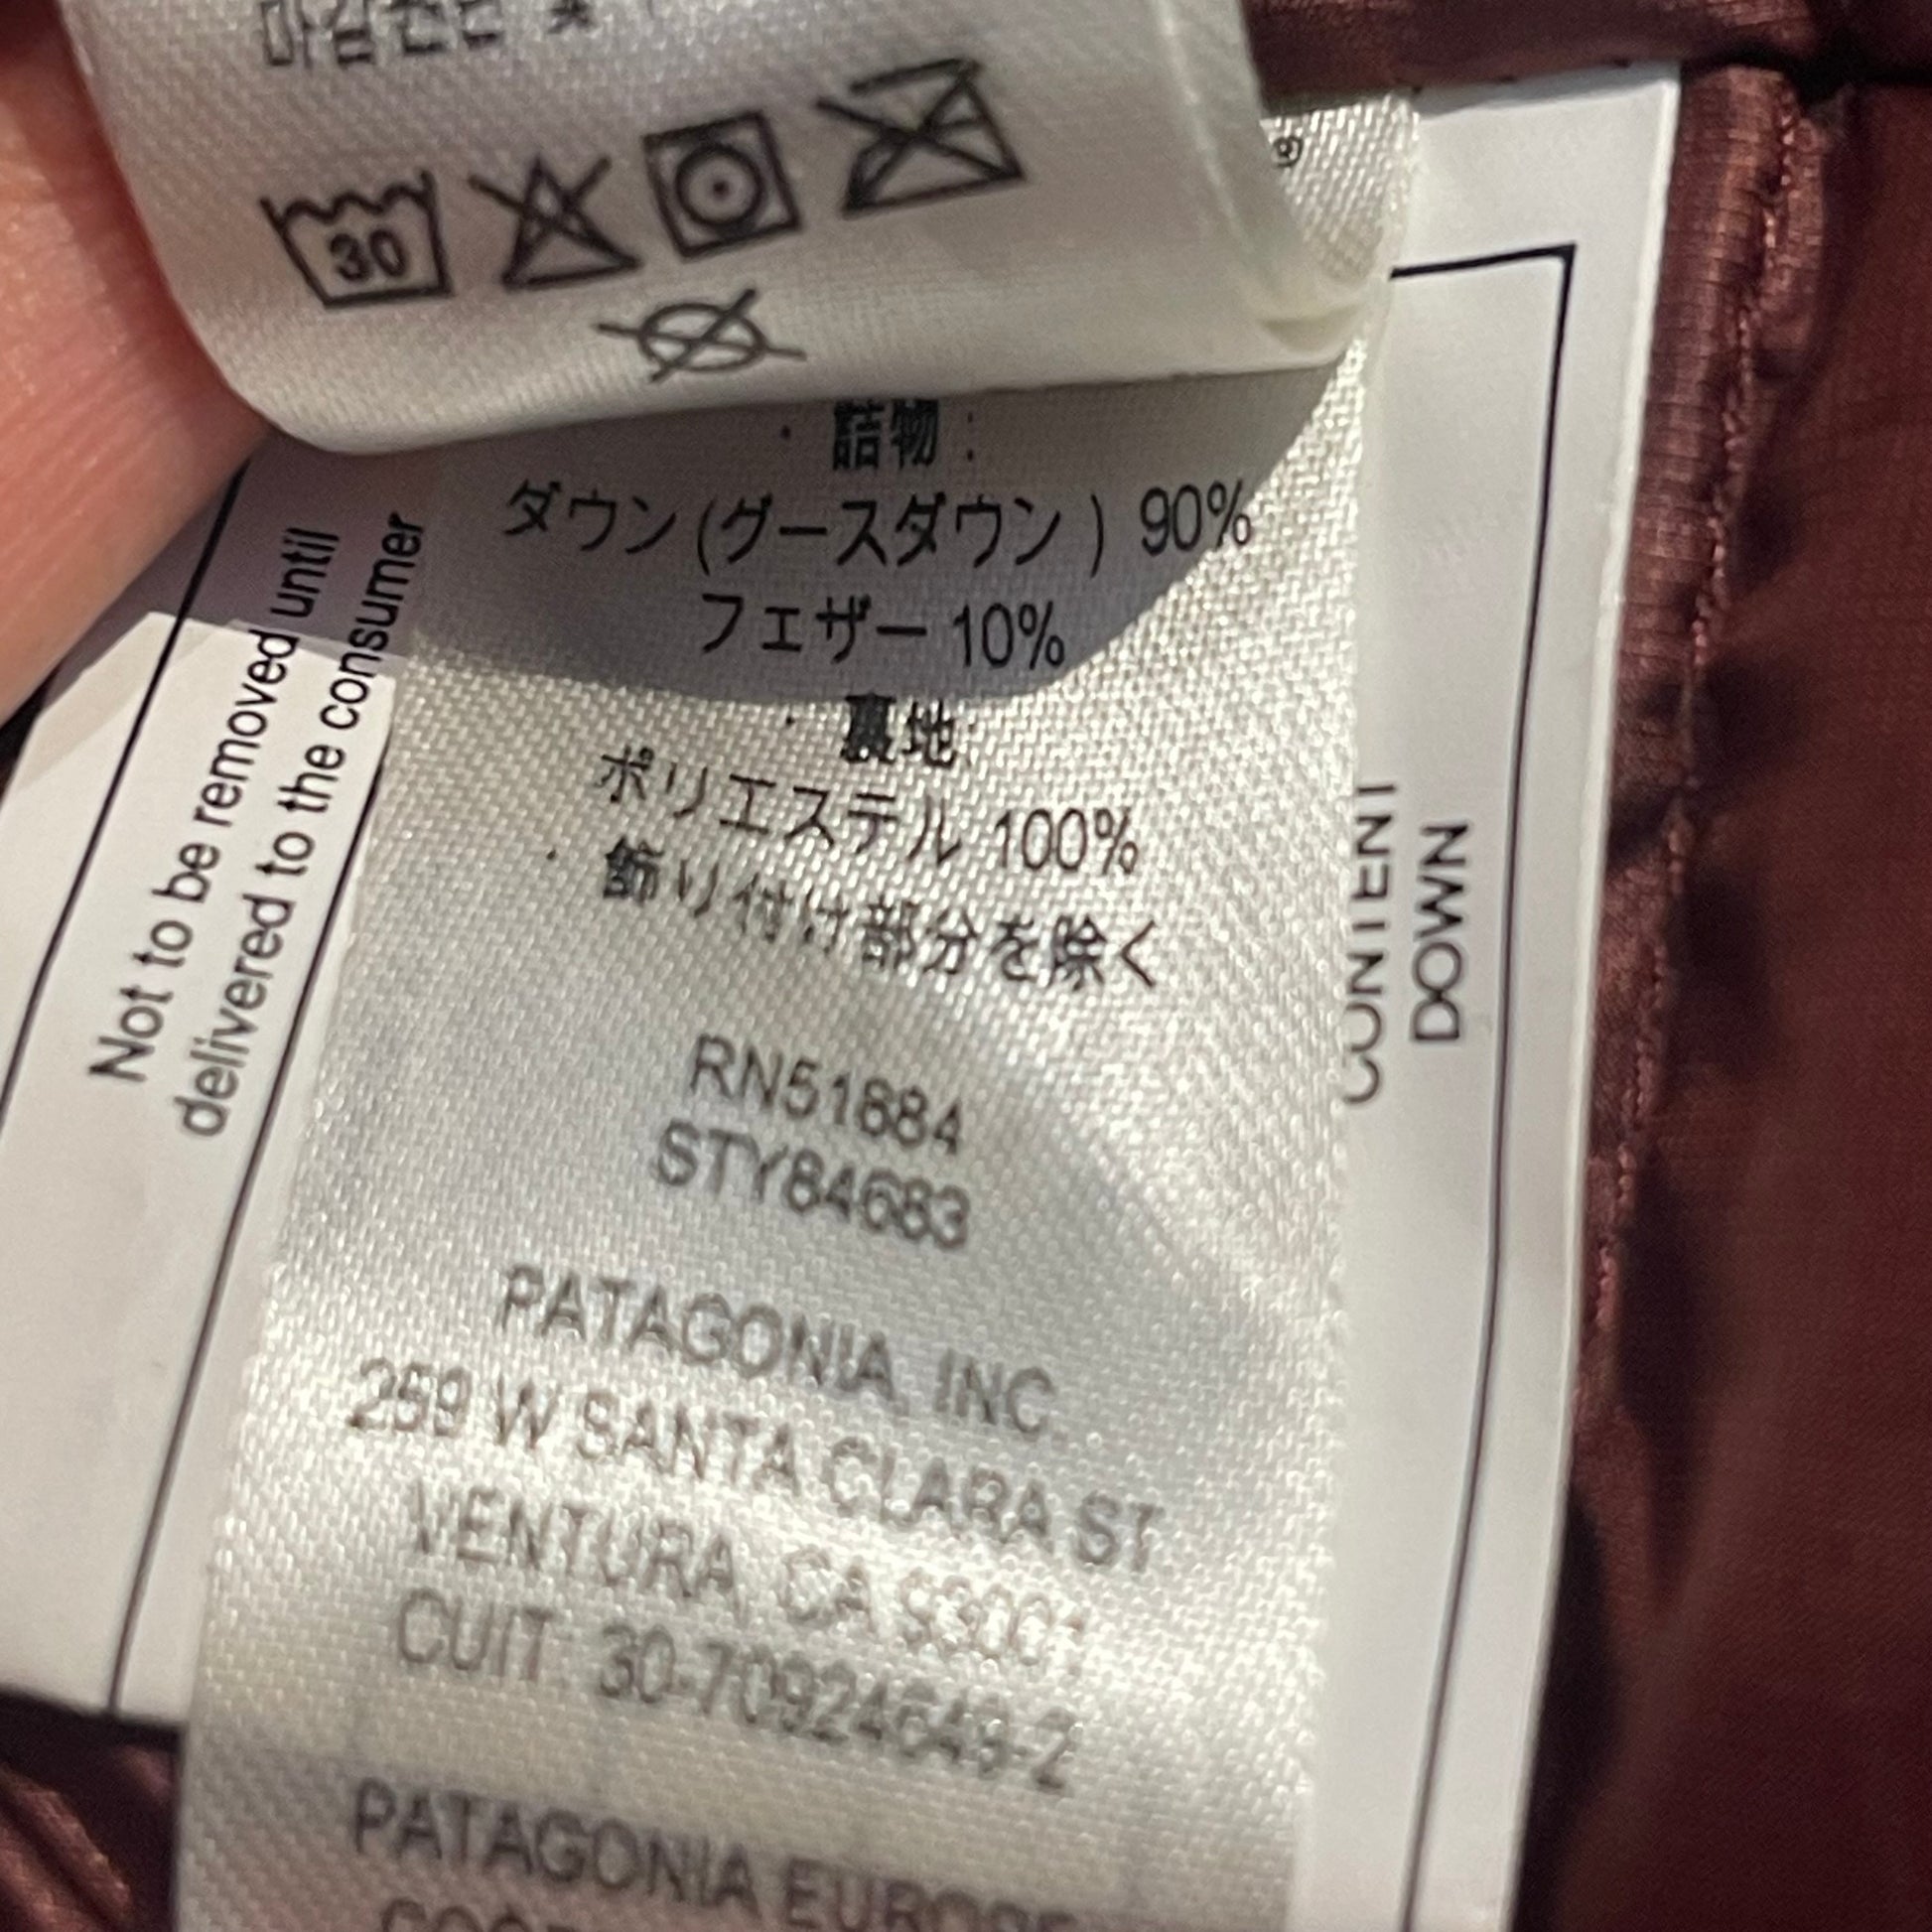 30
®
・詰物:
ダウン(グースダウン) 90%
フェザー 10%
・裏地:
ポリエステル 100%
・飾り付け部分を除く
RN51884
STY84683
PATAGONIA, INC.
259 W SANTA CLARA ST
VENTURA, CA 93001
CUIT: 30-70924649-2
PATAGONIA EUROPE
Not to be removed until
delivered to the consumer
CONTENT
DOWN